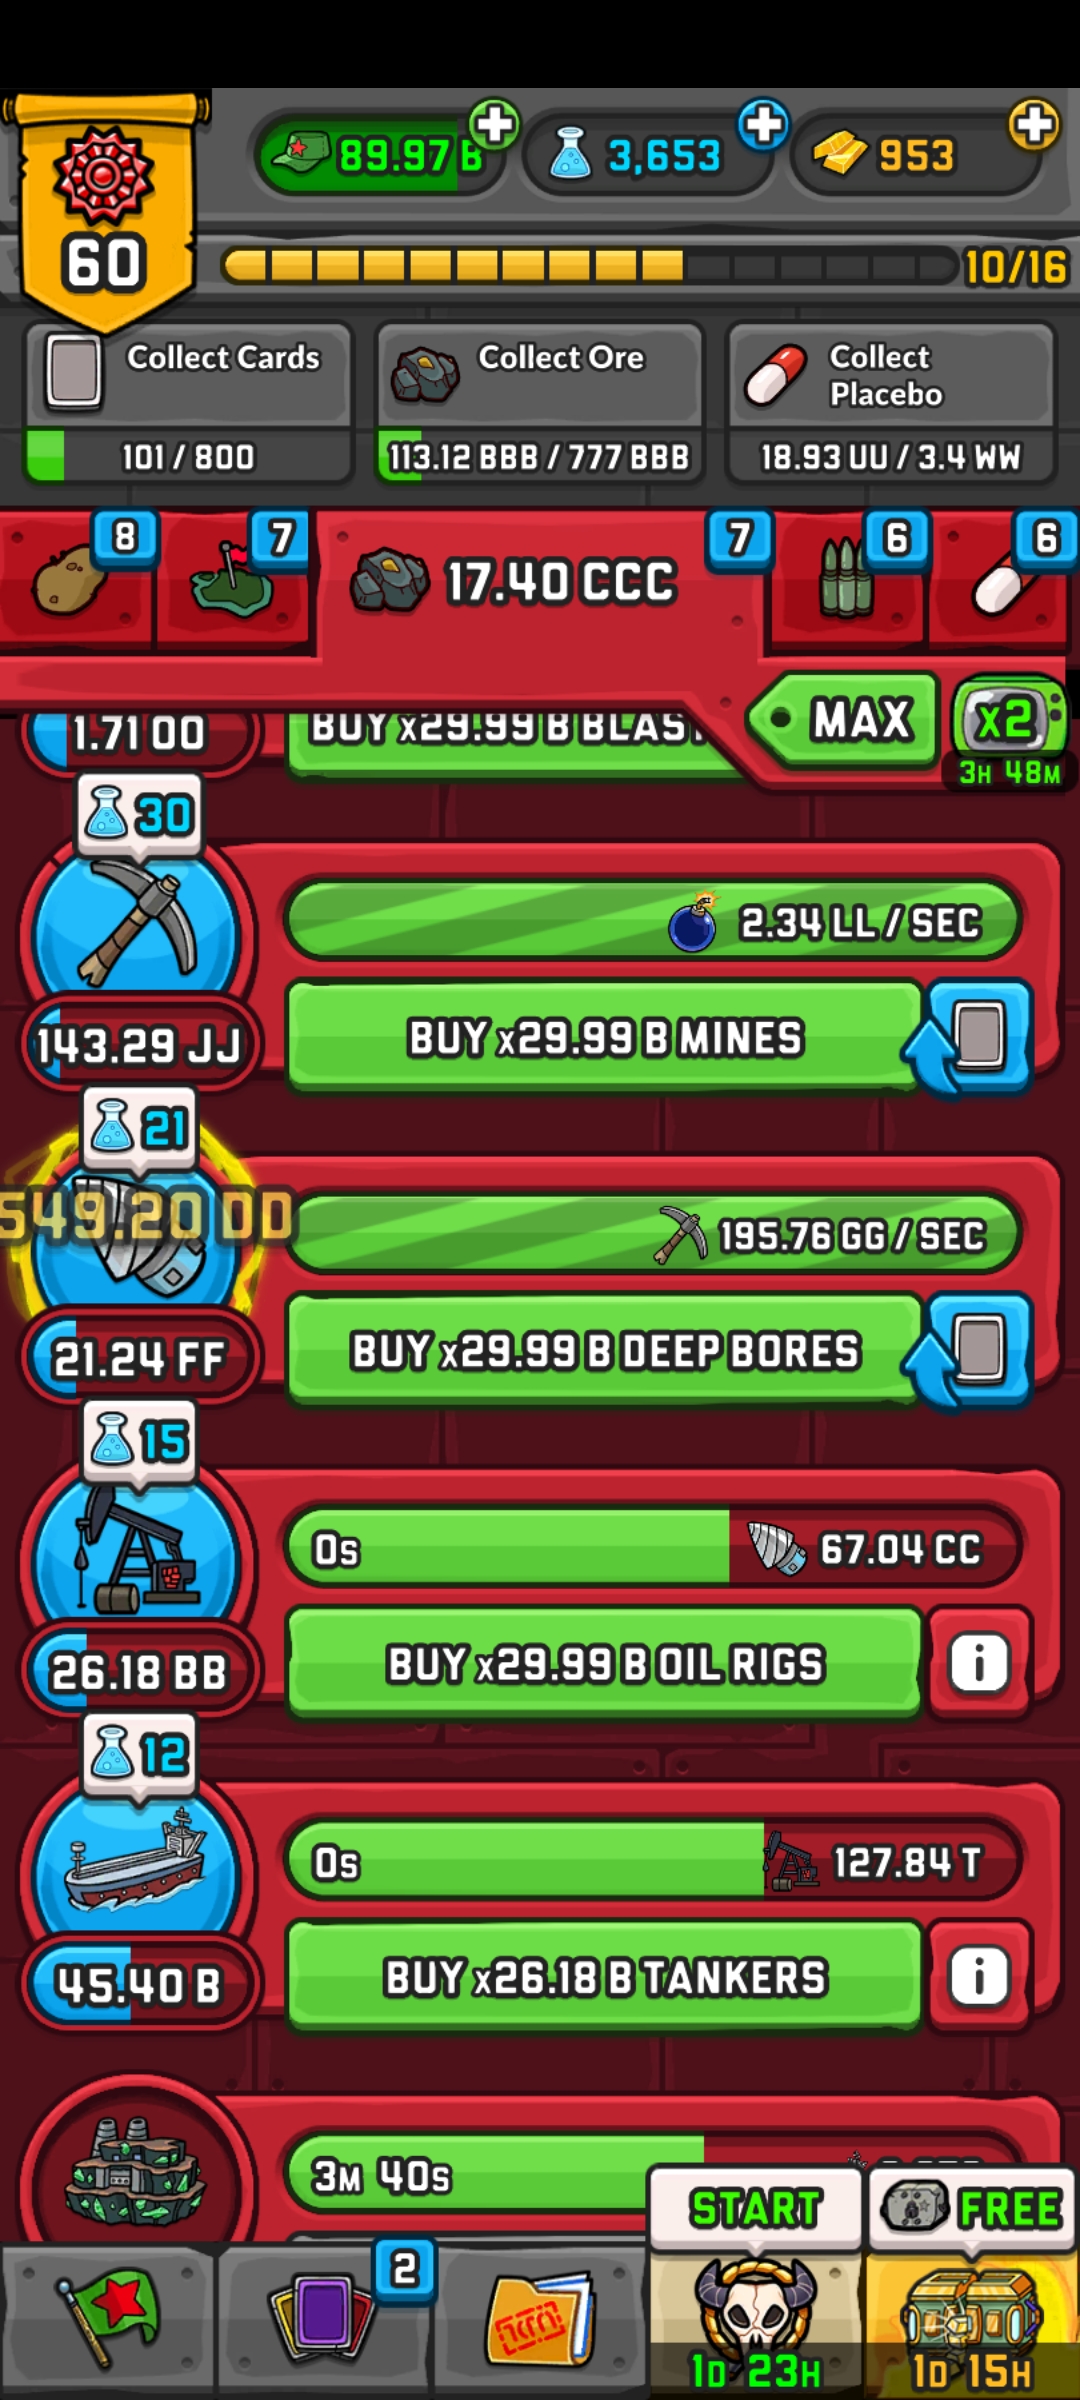 60
89.97 B
3,653
953
10/16
Collect Cards
101 / 800
Collect Ore
113.12 BBB / 777 BBB
Collect
Placebo
18.93 UU / 3.4 WW
8
7
17.40 CCC
7
6
6
MAX
x2
3H 48M
1.71 OO
BUY x29.99 B BLAST
30
2.34 LL / SEC
143.29 JJ
BUY x29.99 B MINES
21
549.20 DD
195.76 GG / SEC
21.24 FF
BUY x29.99 B DEEP BORES
15
0s
67.04 CC
26.18 BB
BUY x29.99 B OIL RIGS
i
12
0s
127.84 T
45.40 B
BUY x26.18 B TANKERS
i
3M 40s
START
FREE
2
1D 23H
1D 15H